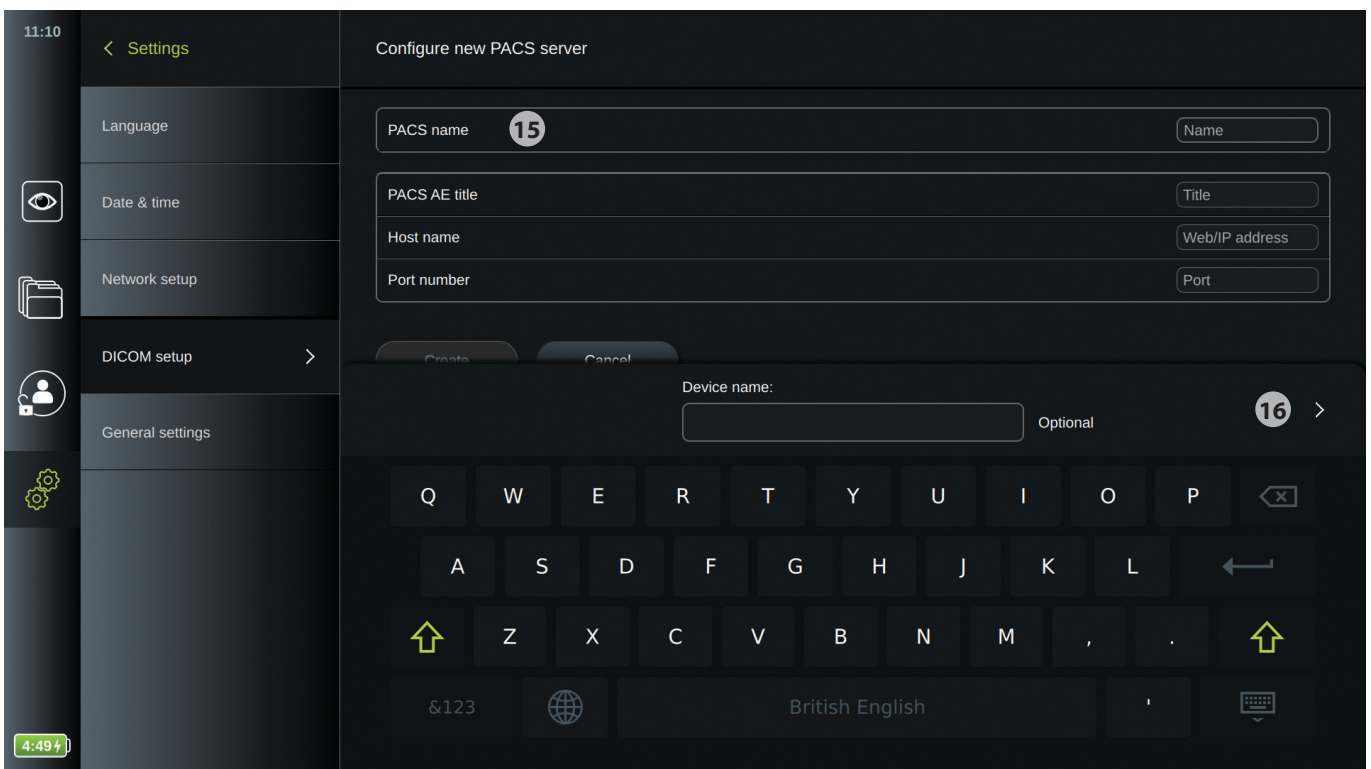 11:10
Settings
Configure new PACS server
Language
PACS name
15
Name
Date & time
PACS AE title
Title
Host name
Web/IP address
Network setup
Port number
Port
DICOM setup
Create
Cancel
Device name:
16
Optional
General settings
Q W E R T Y U I O P
A S D F G H J K L
Z X C V B N M , .
&123
British English
'
4:49